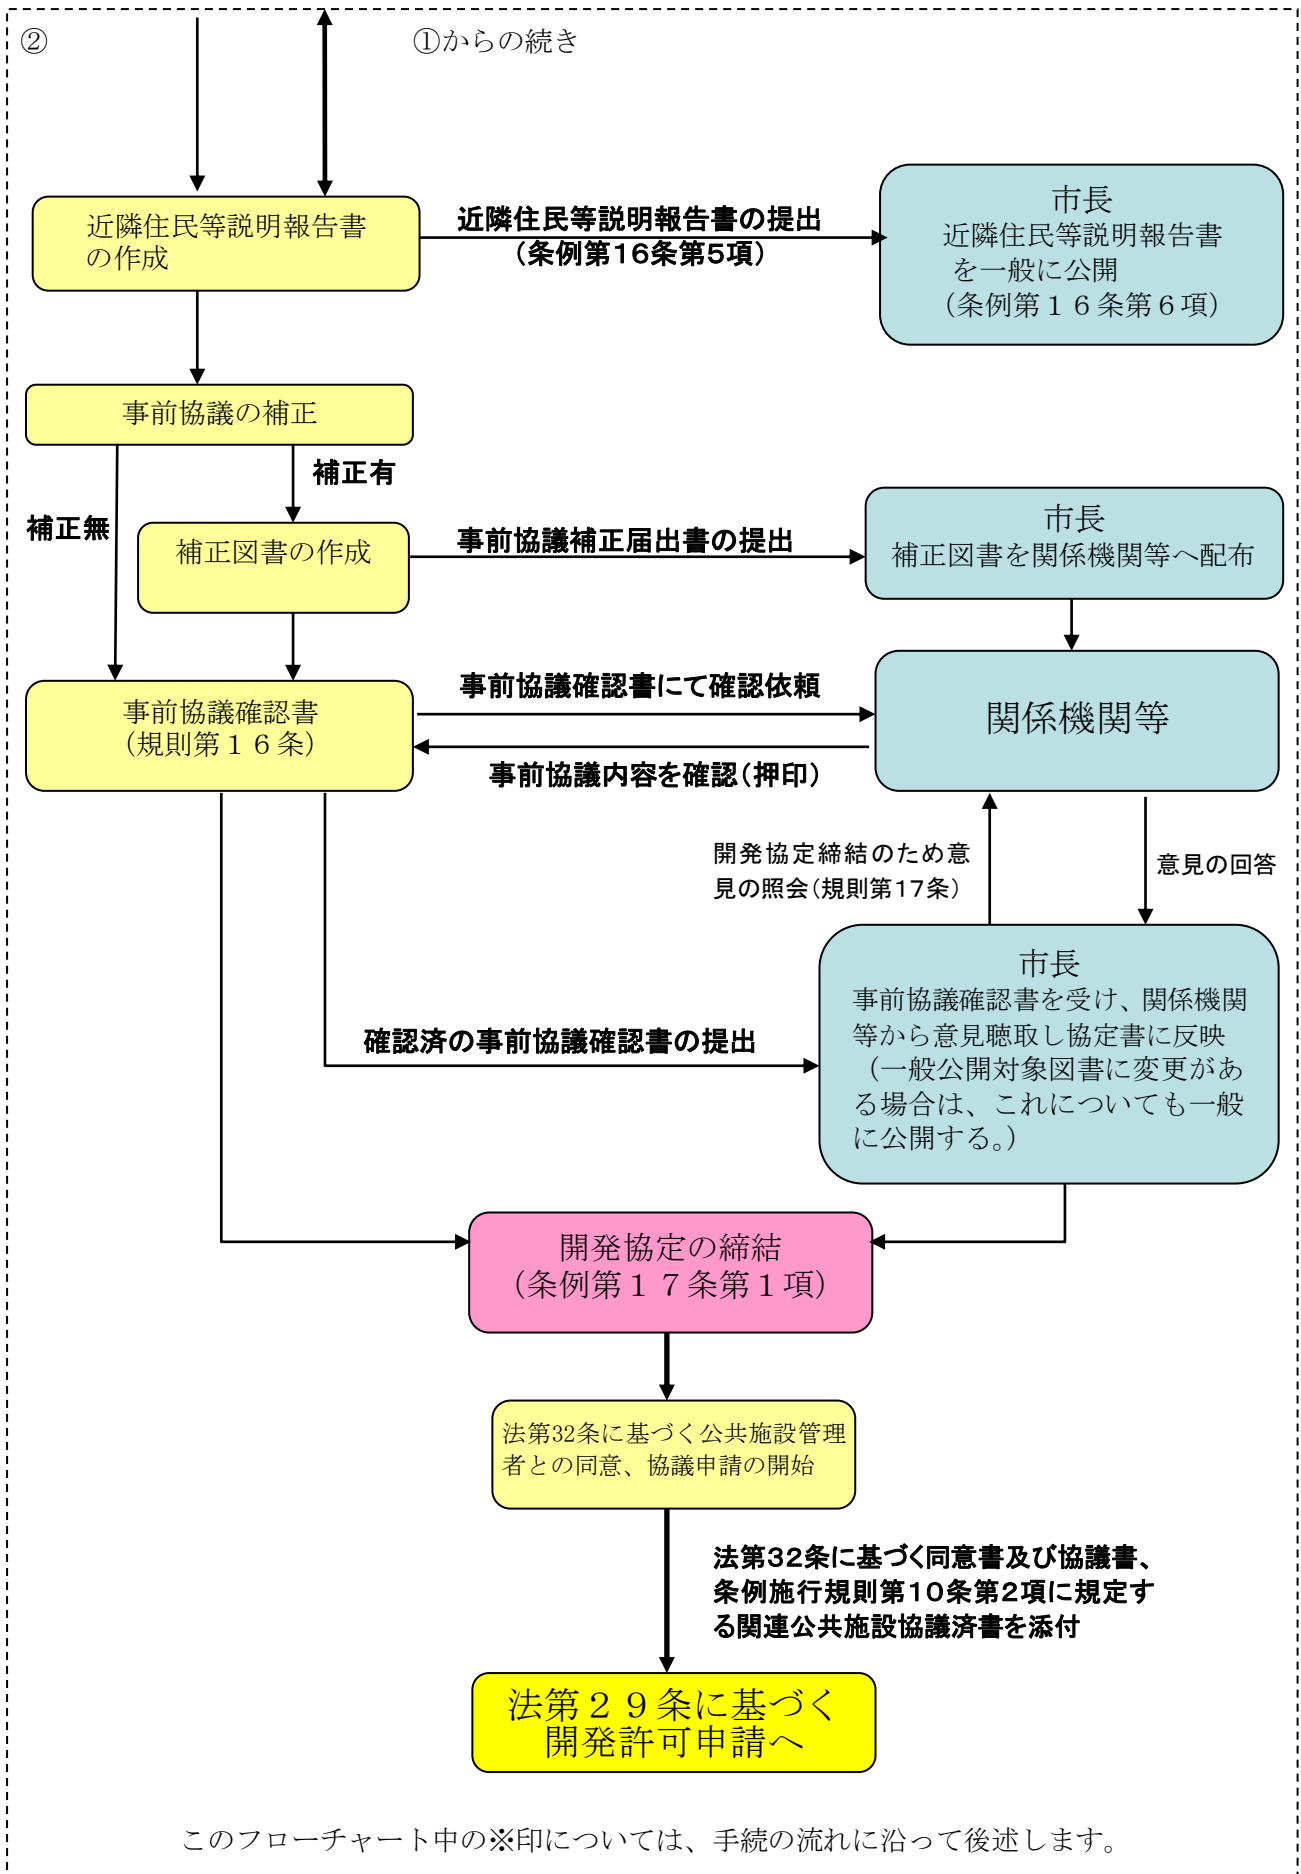 ②
①からの続き
近隣住民等説明報告書
の作成
近隣住民等説明報告書の提出
（条例第16条第5項）
市長
近隣住民等説明報告書
を一般に公開
（条例第１６条第６項）
事前協議の補正
補正有
補正無
補正図書の作成
事前協議補正届出書の提出
市長
補正図書を関係機関等へ配布
事前協議確認書
（規則第１６条）
事前協議確認書にて確認依頼
事前協議内容を確認（押印）
関係機関等
開発協定締結のため意
見の照会（規則第17条）
意見の回答
確認済の事前協議確認書の提出
市長
事前協議確認書を受け、関係機関
等から意見聴取し協定書に反映
（一般公開対象図書に変更があ
る場合は、これについても一般
に公開する。）
開発協定の締結
（条例第１７条第１項）
法第32条に基づく公共施設管理
者との同意、協議申請の開始
法第32条に基づく同意書及び協議書、
条例施行規則第10条第2項に規定す
る関連公共施設協議済書を添付
法第２９条に基づく
開発許可申請へ
このフローチャート中の※印については、手続の流れに沿って後述します。